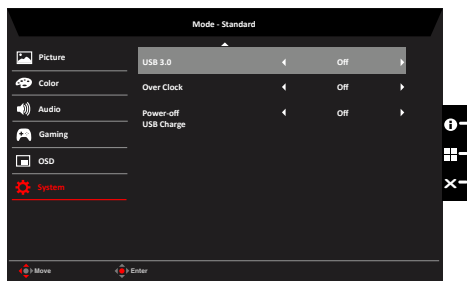 Mode - Standard
Picture
Color
Audio
Gaming
OSD
System
USB 3.0 Off
Over Clock Off
Power-off Off
USB Charge
Move Enter